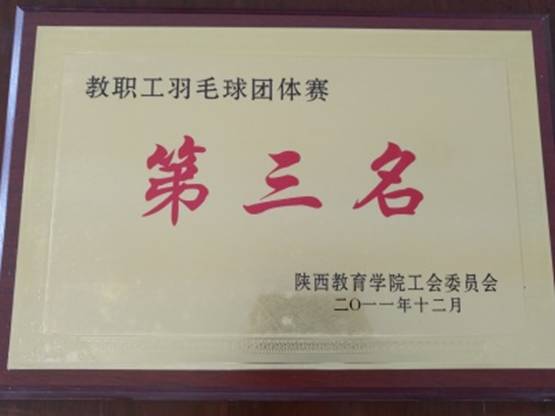 教职工羽毛球团体赛
第三名
陕西教育学院工会委员会
二〇一一年十二月